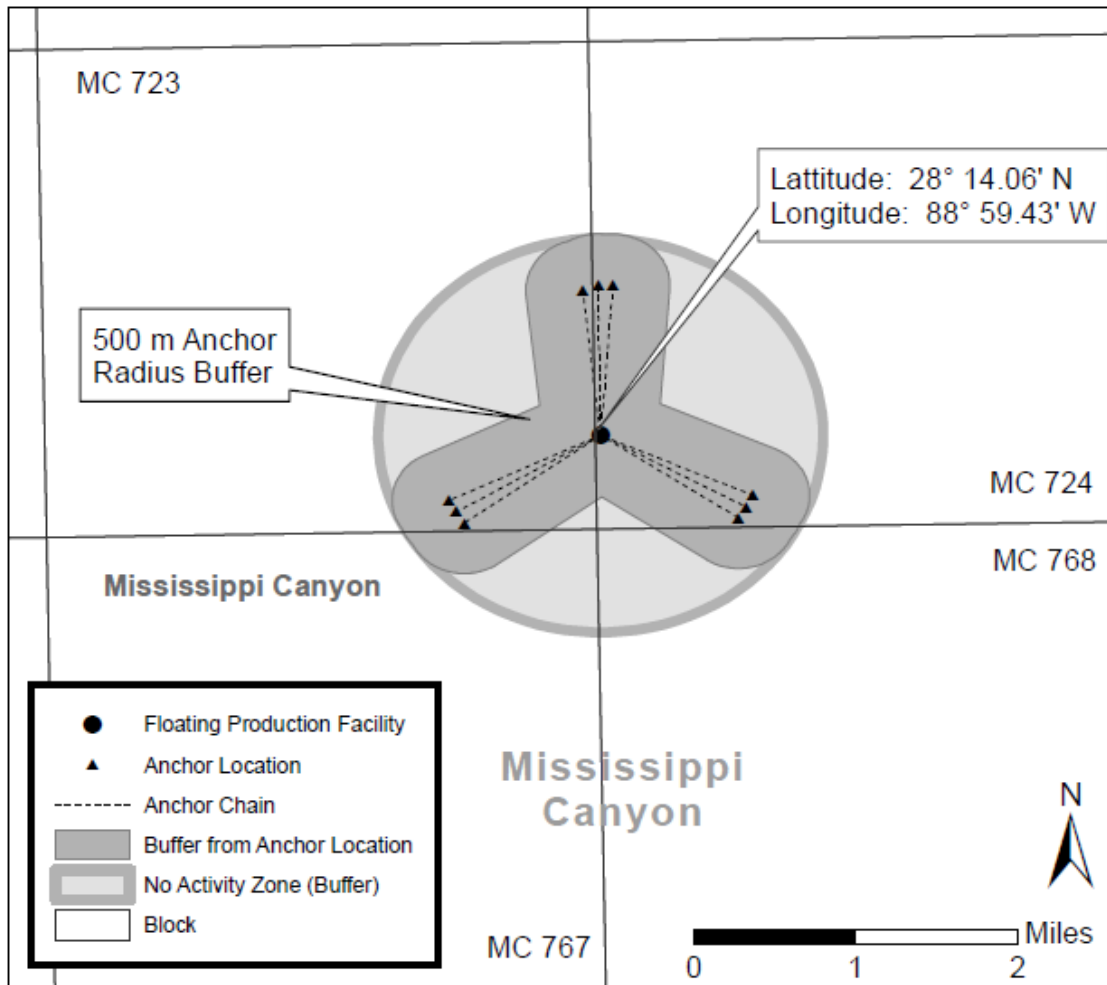 MC 723
Lattitude:  28° 14.06' N
Longitude:  88° 59.43' W
500 m Anchor
Radius Buffer
MC 724
MC 768
Mississippi Canyon
Floating Production Facility
Anchor Location
Anchor Chain
Buffer from Anchor Location
No Activity Zone (Buffer)
Block
Mississippi
Canyon
MC 767
N
Miles
0 1 2